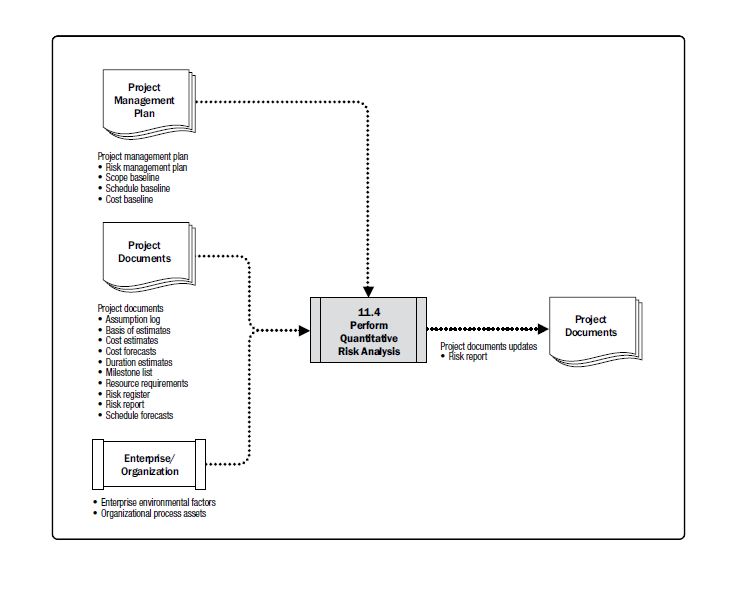 Project
Management
Plan
Project management plan
• Risk management plan
• Scope baseline
• Schedule baseline
• Cost baseline
Project
Documents
Project documents
• Assumption log
• Basis of estimates
• Cost estimates
• Cost forecasts
• Duration estimates
• Milestone list
• Resource requirements
• Risk register
• Risk report
• Schedule forecasts
Enterprise/
Organization
• Enterprise environmental factors
• Organizational process assets
11.4
Perform
Quantitative
Risk Analysis
Project documents updates
• Risk report
Project
Documents